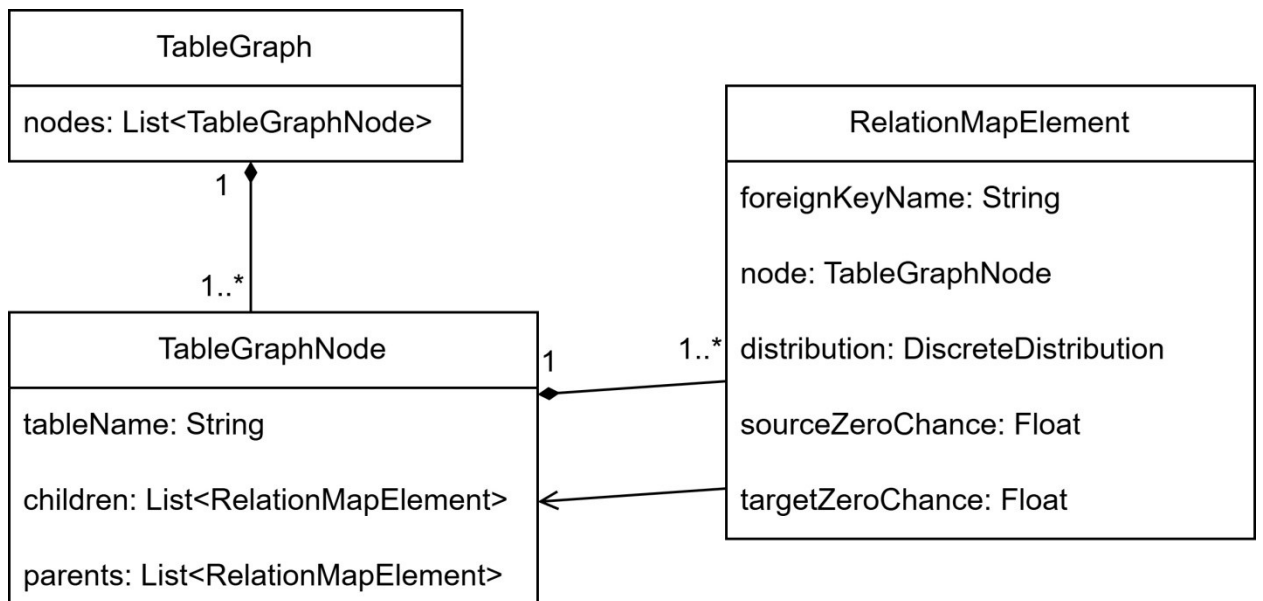 TableGraph
nodes: List<TableGraphNode>
1
1..*
TableGraphNode
tableName: String
children: List<RelationMapElement>
parents: List<RelationMapElement>
1
1..*
RelationMapElement
foreignKeyName: String
node: TableGraphNode
distribution: DiscreteDistribution
sourceZeroChance: Float
targetZeroChance: Float